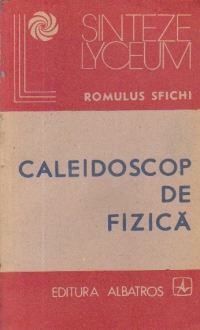 SINTEZE
LYCEUM
ROMULUS SFICHI
CALEIDOSCOP
DE
FIZICĂ
EDITURA ALBATROS